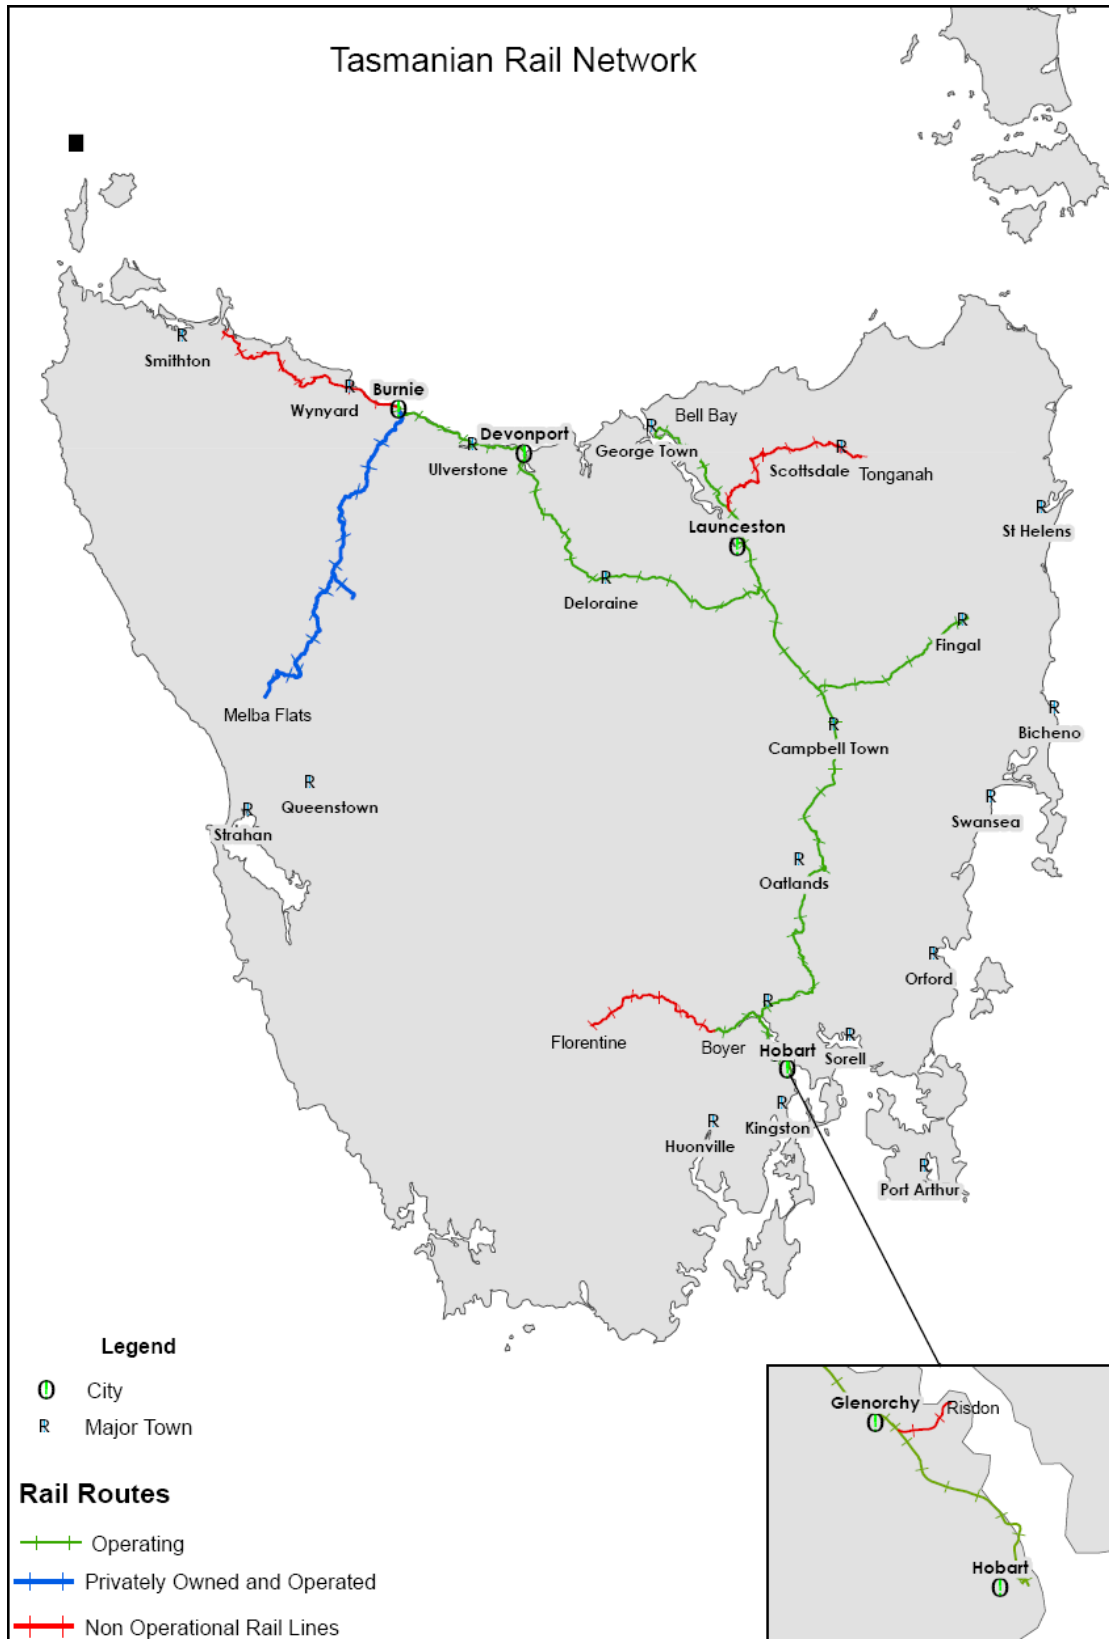 Tasmanian Rail Network
Smithton
Wynyard
Burnie
Devonport
Ulverstone
Bell Bay
George Town
Scottsdale
Tonganah
Launceston
St Helens
Deloraine
Fingal
Melba Flats
Campbell Town
Bicheno
Queenstown
Strahan
Swansea
Oatlands
Orford
Florentine
Boyer
Hobart
Sorell
Kingston
Huonville
Port Arthur
Legend
City
Major Town
Rail Routes
Operating
Privately Owned and Operated
Non Operational Rail Lines
Glenorchy
Risdon
Hobart